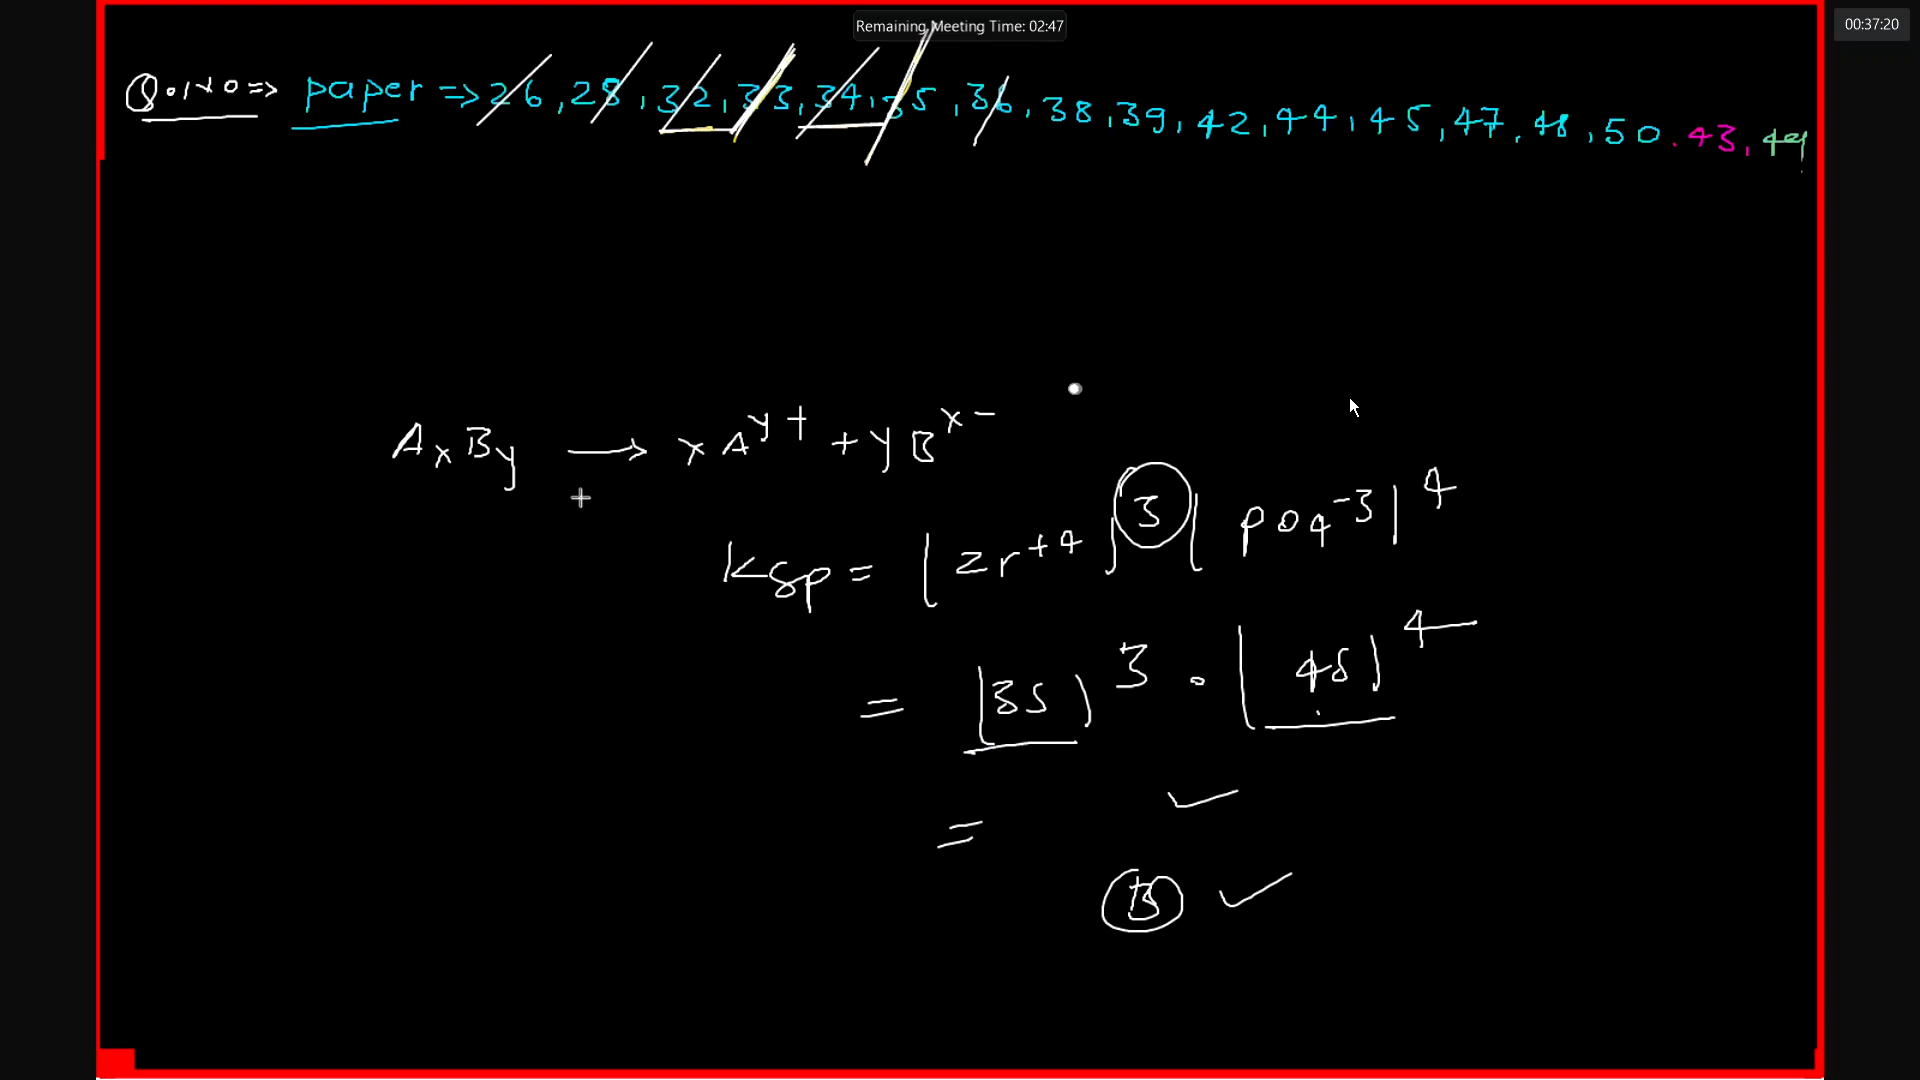 Remaining Meeting Time: 02:47
00:37:20
Q.No => paper => 26, 28, 32, 33, 34, 35, 36, 38, 39, 42, 44, 45, 47, 48, 50. 43, 49
AxBy → xA^y+ + yB^x-
Ksp = [Zr^+4]^3 [PO4^-3]^4
= (3S)^3 . (4S)^4
=
B